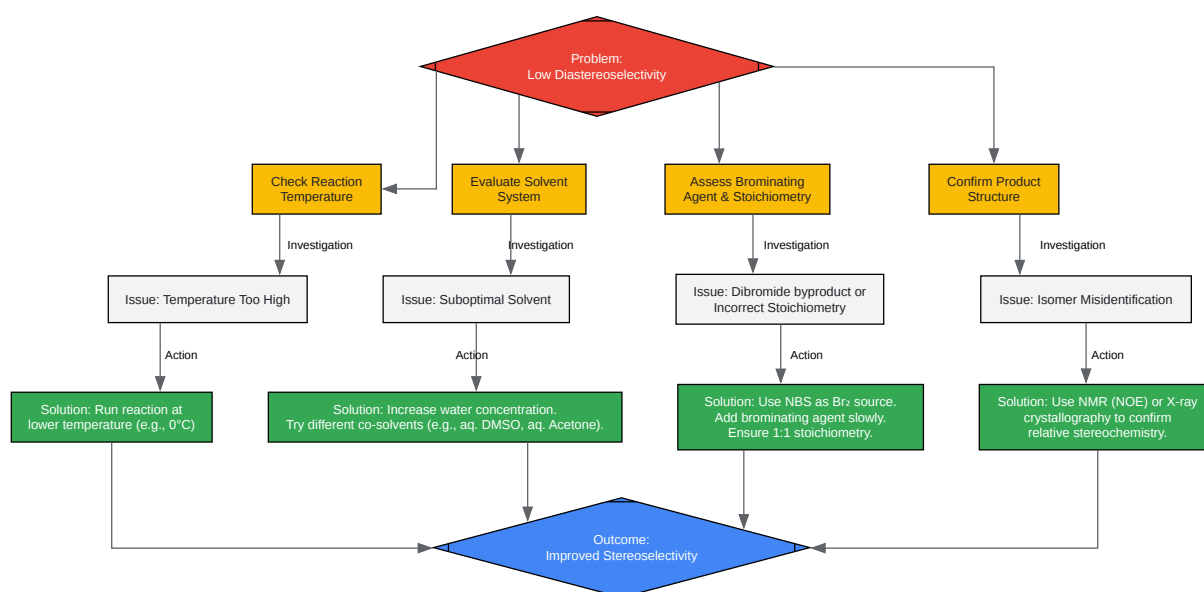 Problem:
Low Diastereoselectivity
Check Reaction
Temperature
Evaluate Solvent
System
Assess Brominating
Agent & Stoichiometry
Confirm Product
Structure
Investigation
Investigation
Investigation
Investigation
Issue: Temperature Too High
Issue: Suboptimal Solvent
Issue: Dibromide byproduct or
Incorrect Stoichiometry
Issue: Isomer Misidentification
Action
Action
Action
Action
Solution: Run reaction at
lower temperature (e.g., 0°C)
Solution: Increase water concentration.
Try different co-solvents (e.g., aq. DMSO, aq. Acetone).
Solution: Use NBS as Br₂ source.
Add brominating agent slowly.
Ensure 1:1 stoichiometry.
Solution: Use NMR (NOE) or X-ray
crystallography to confirm
relative stereochemistry.
Outcome:
Improved Stereoselectivity